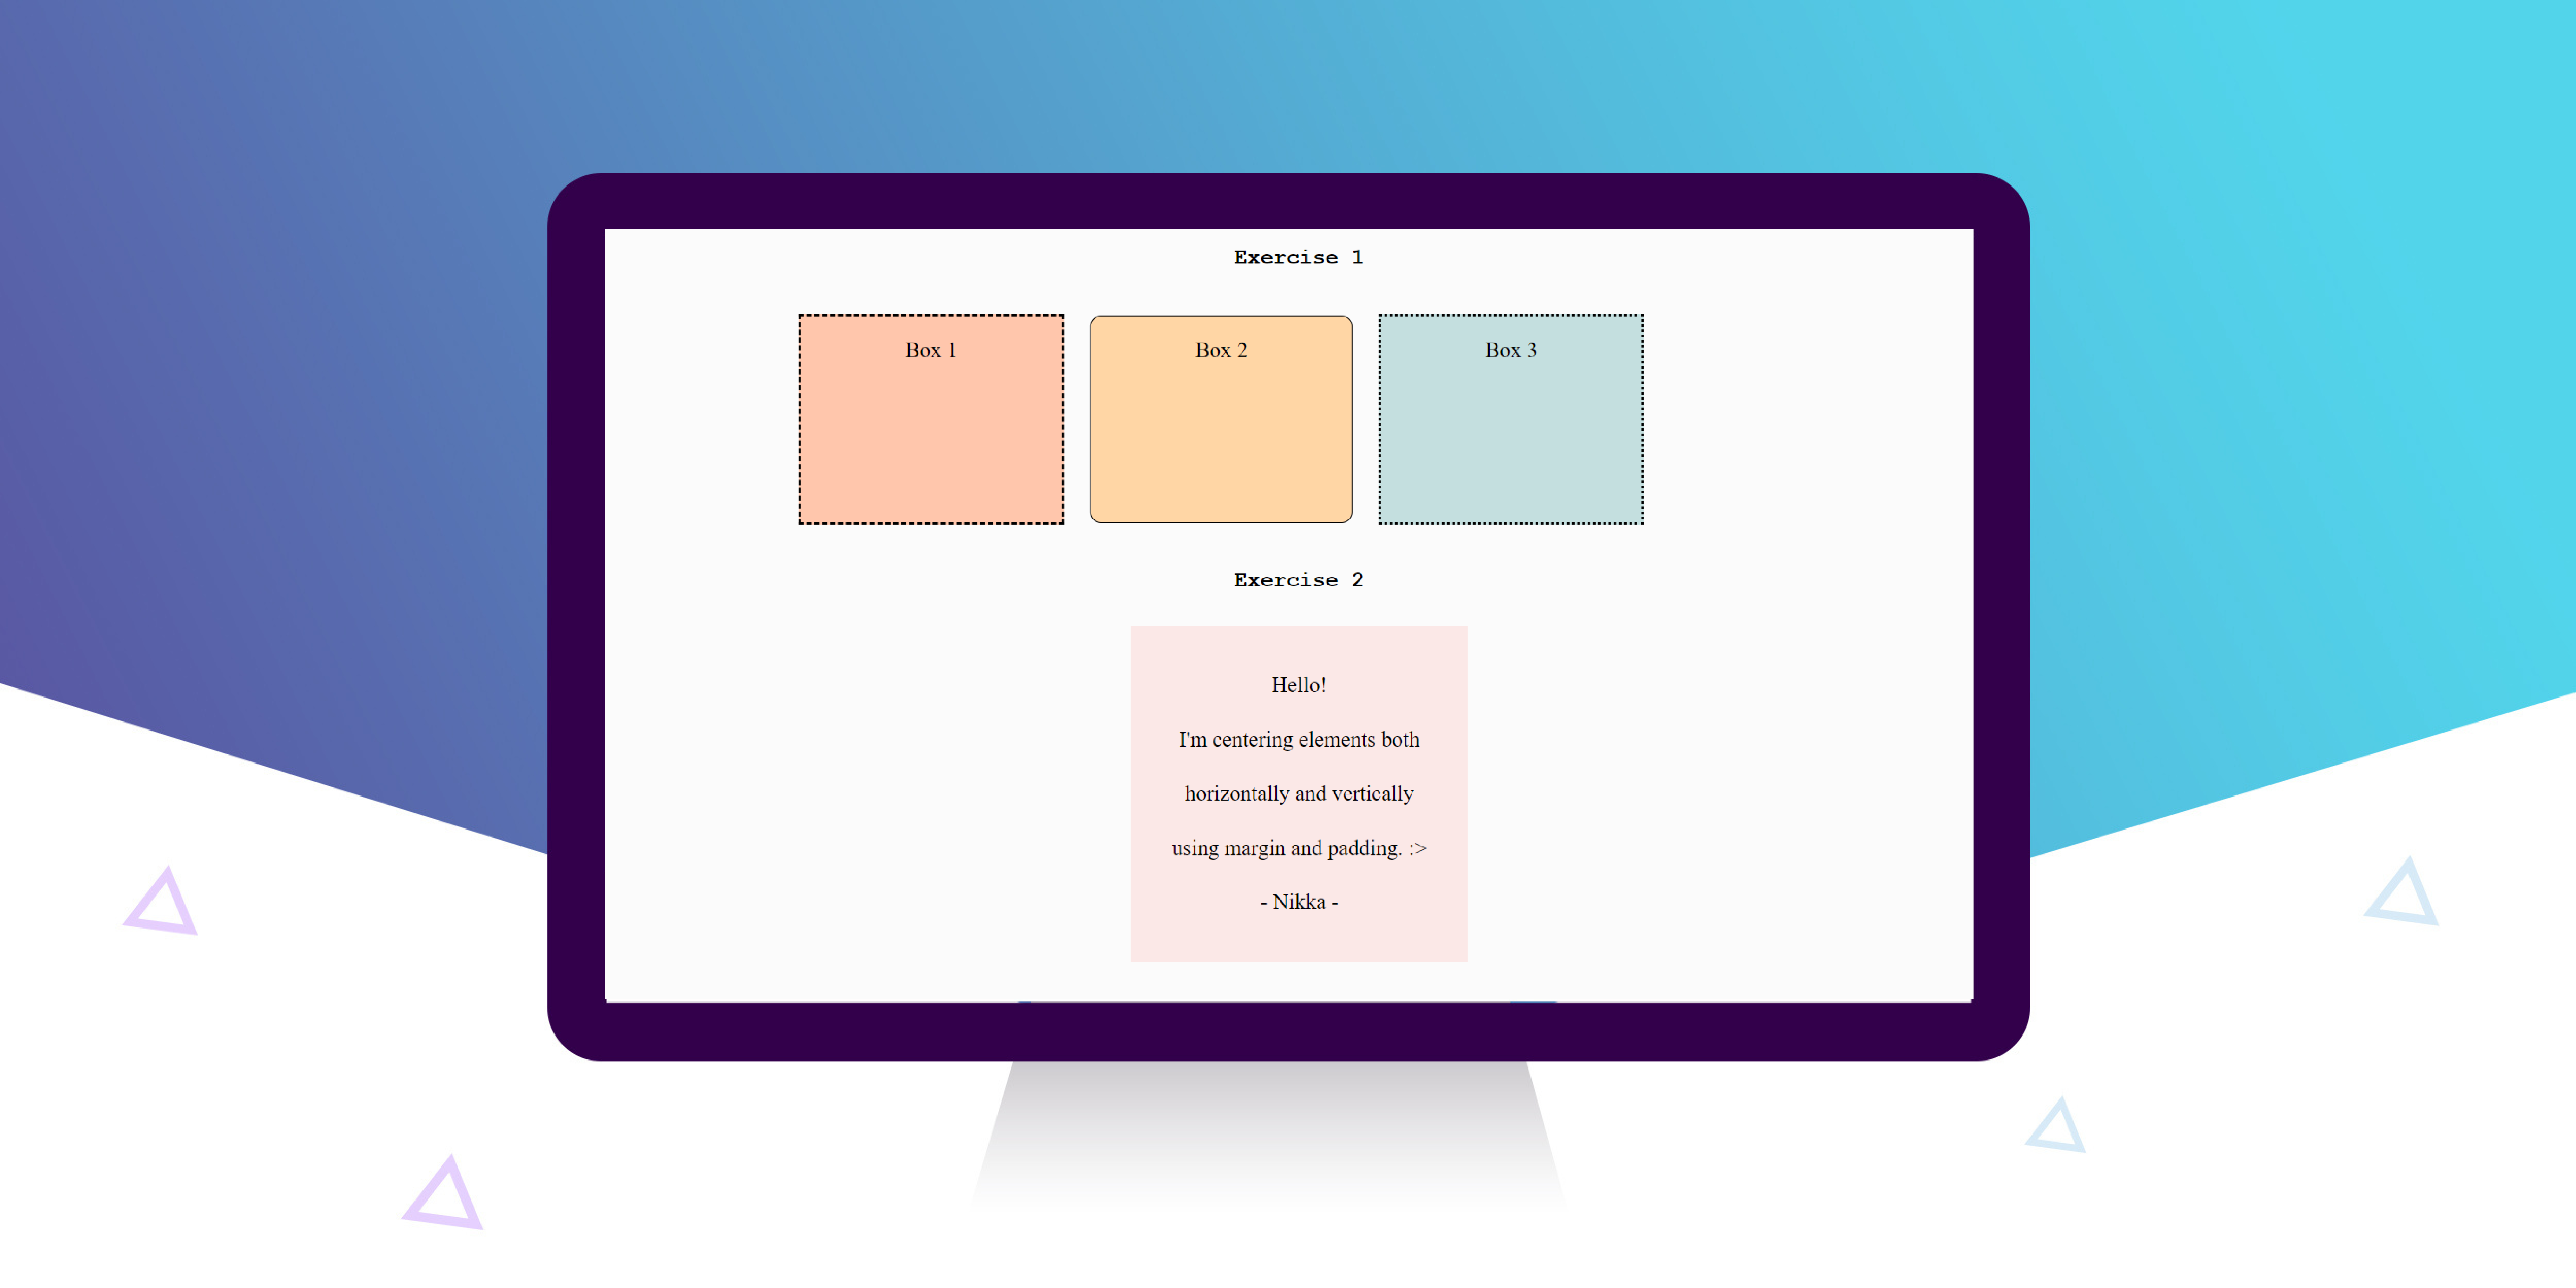 Exercise 1
Box 1 Box 2 Box 3
Exercise 2
Hello!
I'm centering elements both
horizontally and vertically
using margin and padding. :>
- Nikka -